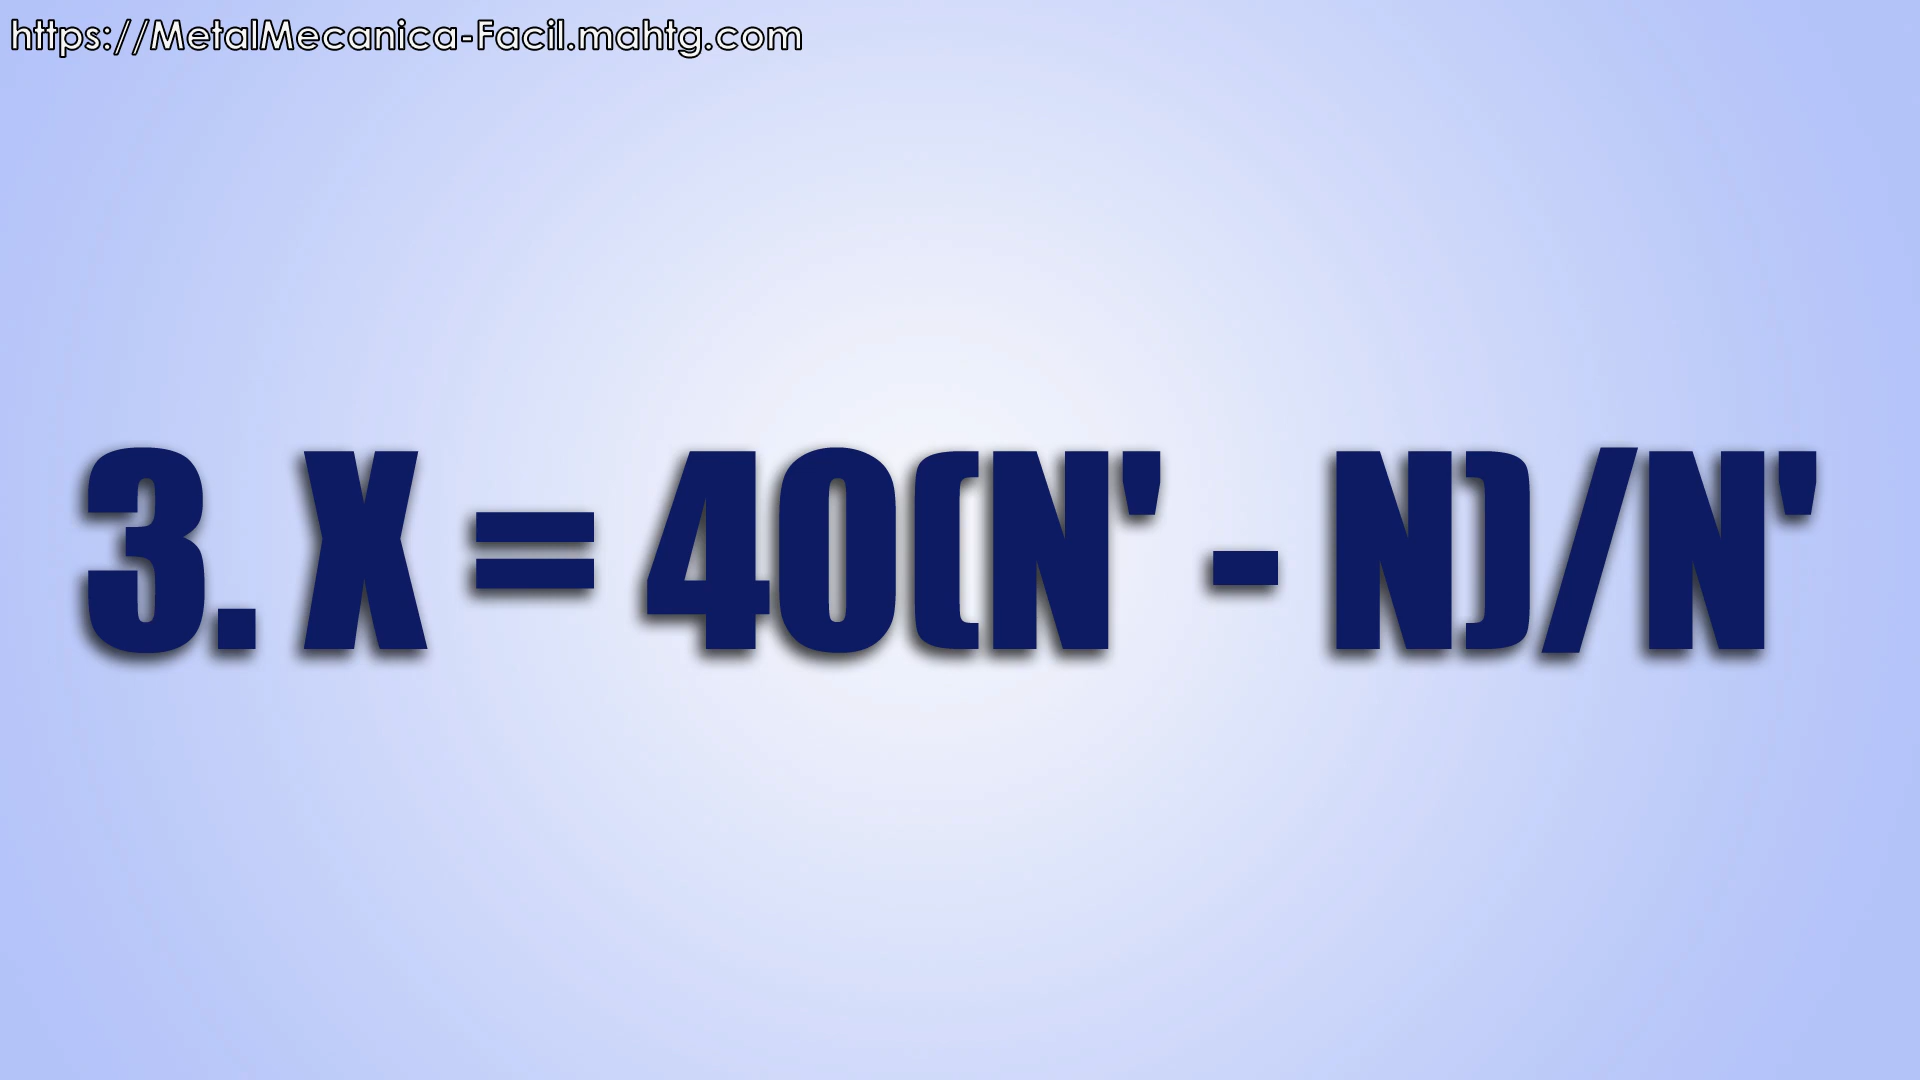 https://MetalMecanica-Facil.mahtg.com
3. X = 40(N' - N)/N'